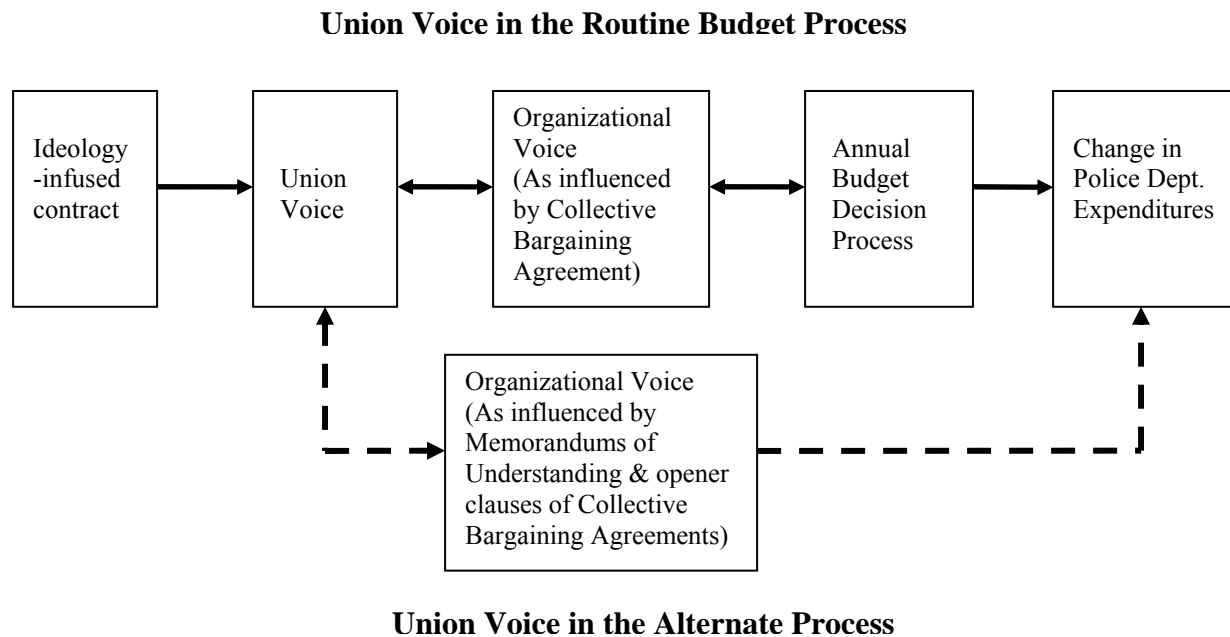 Union Voice in the Routine Budget Process
Ideology
-infused
contract
Union
Voice
Organizational
Voice
(As influenced
by Collective
Bargaining
Agreement)
Annual
Budget
Decision
Process
Change in
Police Dept.
Expenditures
Organizational Voice
(As influenced by
Memorandums of
Understanding & opener
clauses of Collective
Bargaining Agreements)
Union Voice in the Alternate Process